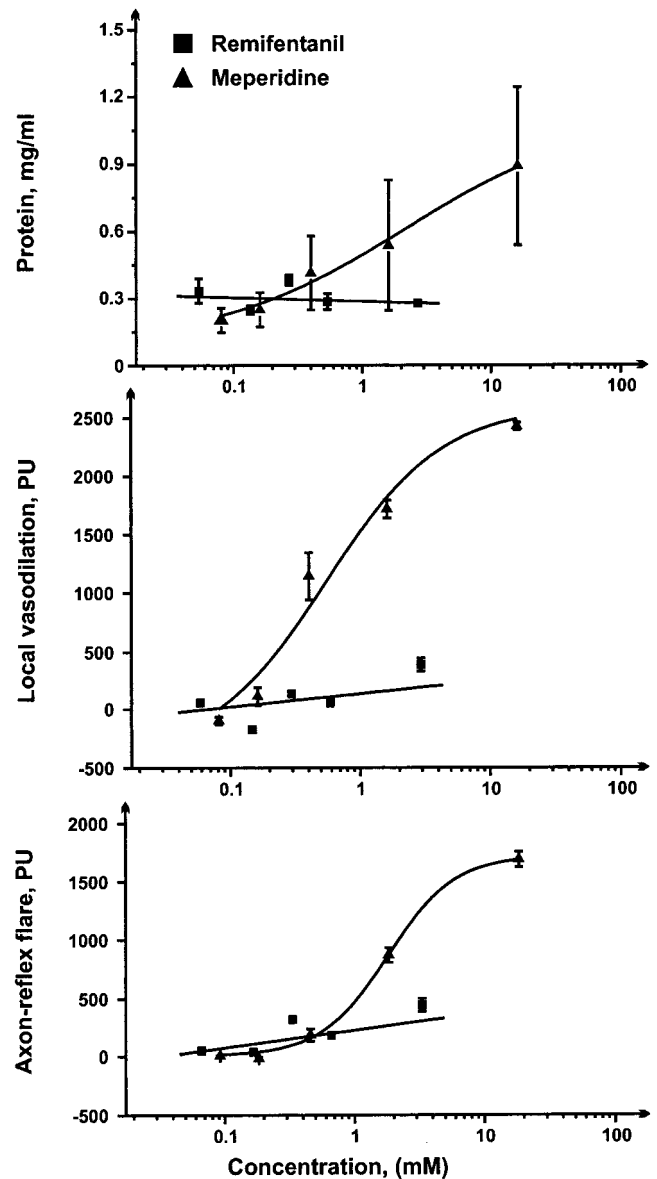 Protein, mg/ml
1.5
1.2
0.9
0.6
0.3
0
Remifentanil
Meperidine
0.1 1 10 100
Local vasodilation, PU
2500
2000
1500
1000
500
0
-500
0.1 1 10 100
Axon-reflex flare, PU
2000
1500
1000
500
0
-500
0.1 1 10 100
Concentration, (mM)